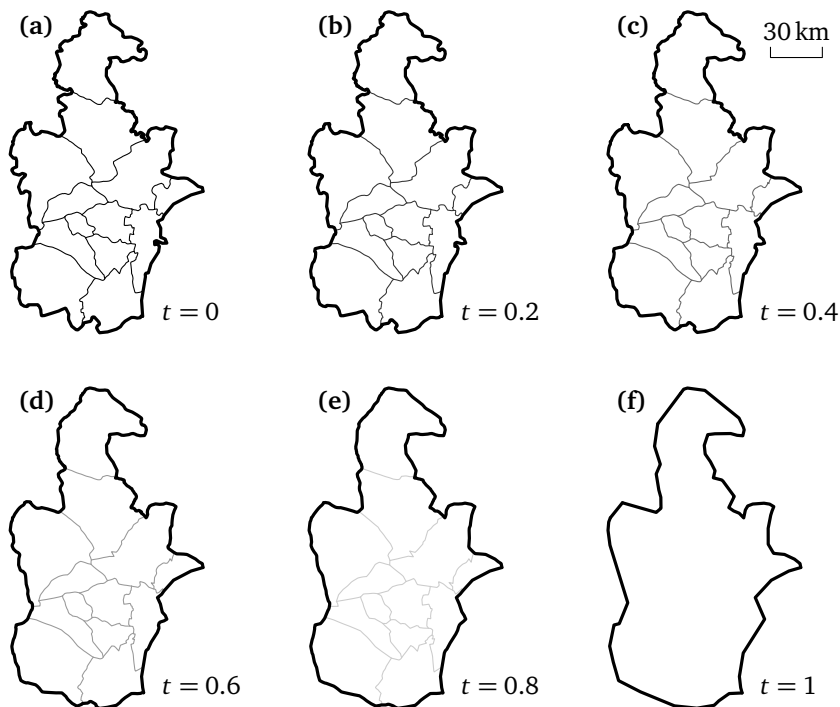 (a)
(b)
(c)
30 km
t = 0
t = 0.2
t = 0.4
(d)
(e)
(f)
t = 0.6
t = 0.8
t = 1